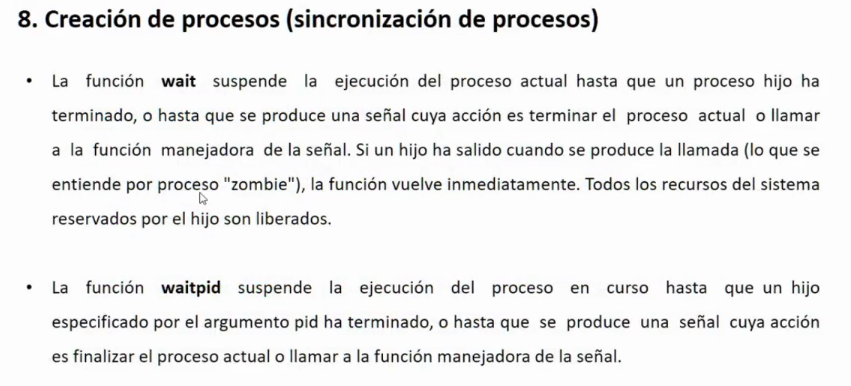 8. Creación de procesos (sincronización de procesos)
• La función wait suspende la ejecución del proceso actual hasta que un proceso hijo ha
terminado, o hasta que se produce una señal cuya acción es terminar el proceso actual o llamar
a la función manejadora de la señal. Si un hijo ha salido cuando se produce la llamada (lo que se
entiende por proceso "zombie"), la función vuelve inmediatamente. Todos los recursos del sistema
reservados por el hijo son liberados.
• La función waitpid suspende la ejecución del proceso en curso hasta que un hijo
especificado por el argumento pid ha terminado, o hasta que se produce una señal cuya acción
es finalizar el proceso actual o llamar a la función manejadora de la señal.